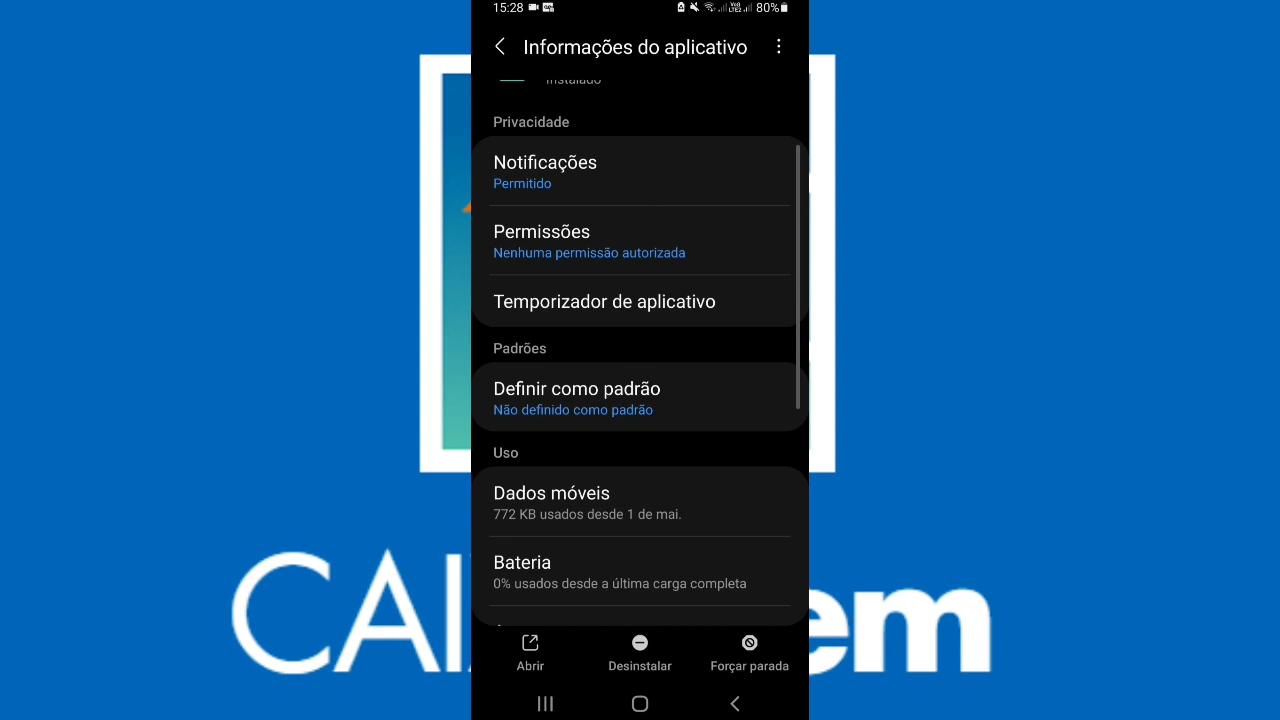 15:28 80%
Informações do aplicativo
Instalado
Privacidade
Notificações
Permitido
Permissões
Nenhuma permissão autorizada
Temporizador de aplicativo
Padrões
Definir como padrão
Não definido como padrão
Uso
Dados móveis
772 KB usados desde 1 de mai.
Bateria
0% usados desde a última carga completa
CAI em
Abrir Desinstalar Forçar parada